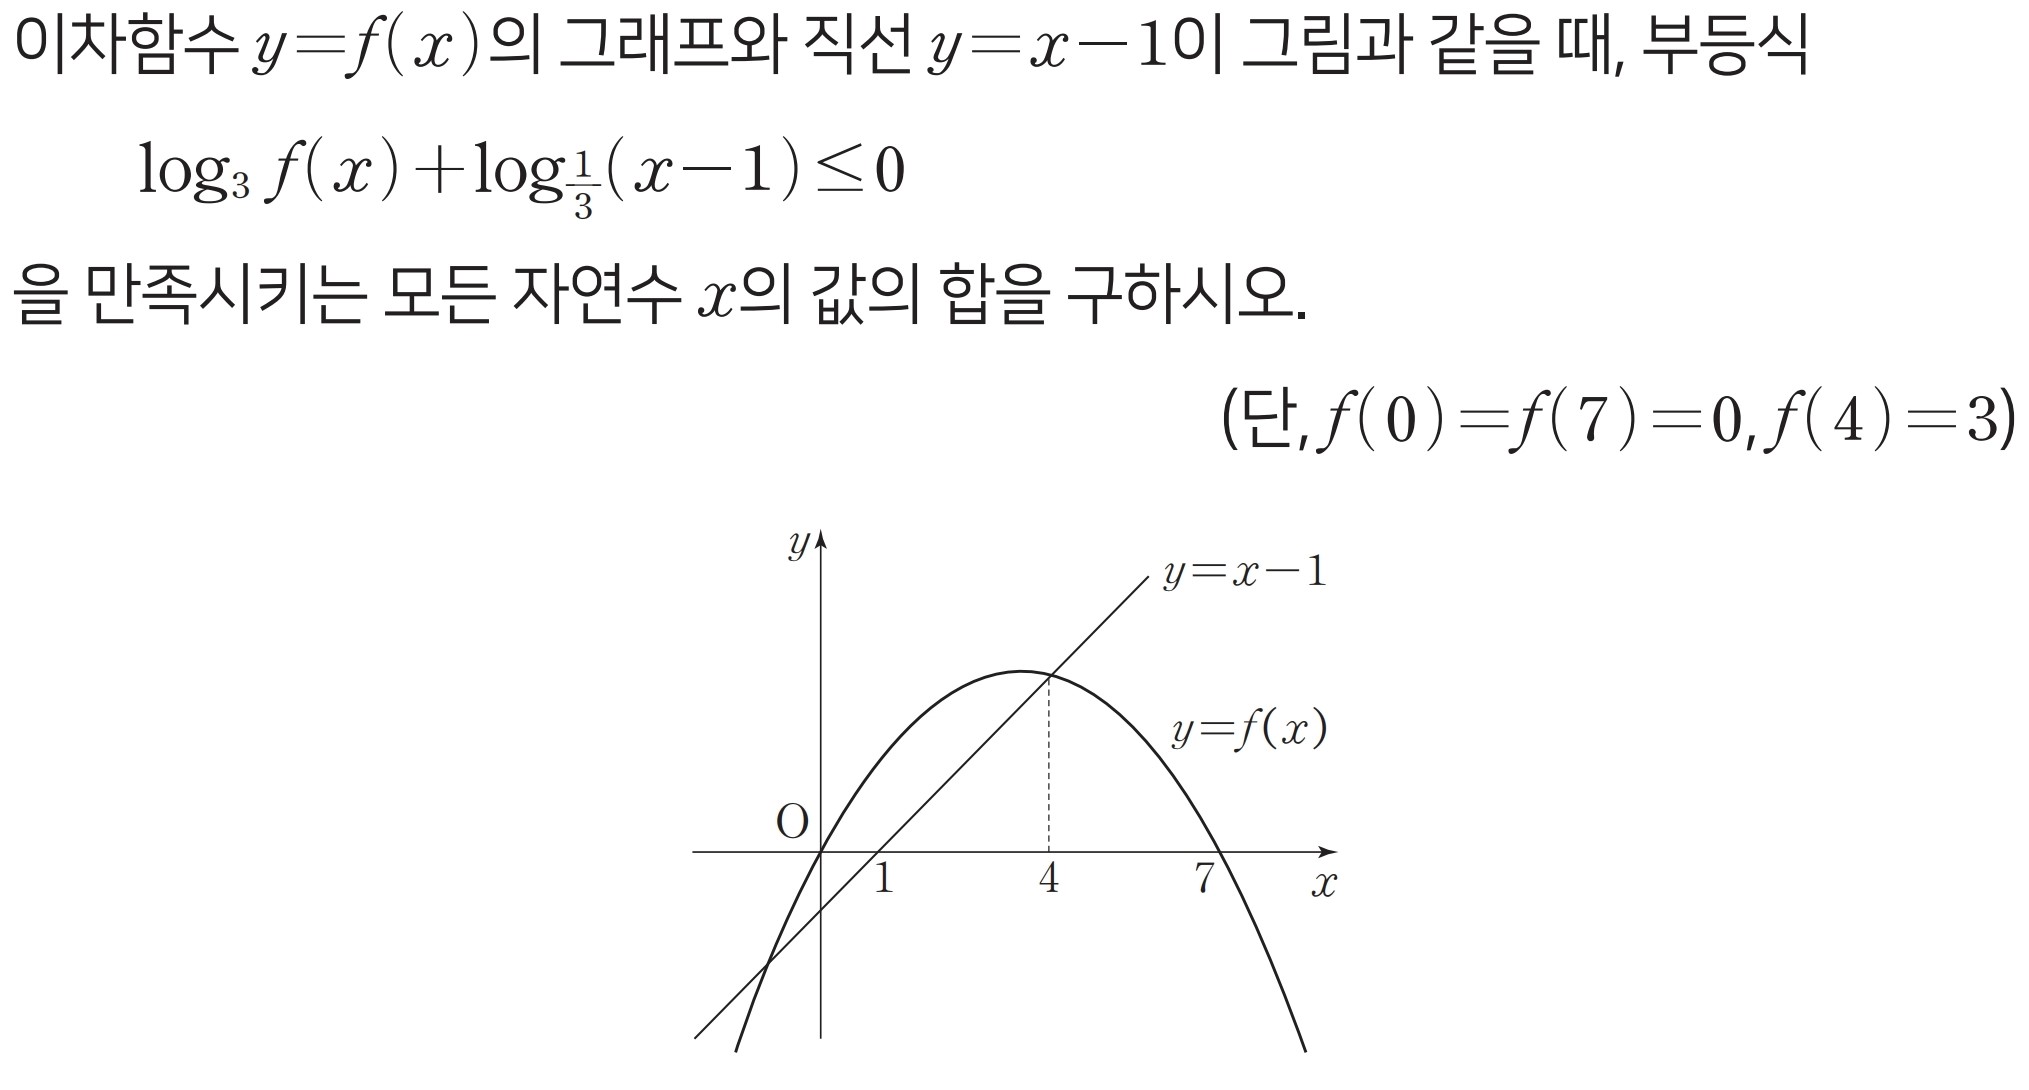 이차함수 y=f(x)의 그래프와 직선 y=x−1이 그림과 같을 때, 부등식
log₃ f(x)+log_{1/3}(x−1)≤0
을 만족시키는 모든 자연수 x의 값의 합을 구하시오.
(단, f(0)=f(7)=0, f(4)=3)
y
y=x−1
y=f(x)
O
1 4 7
x